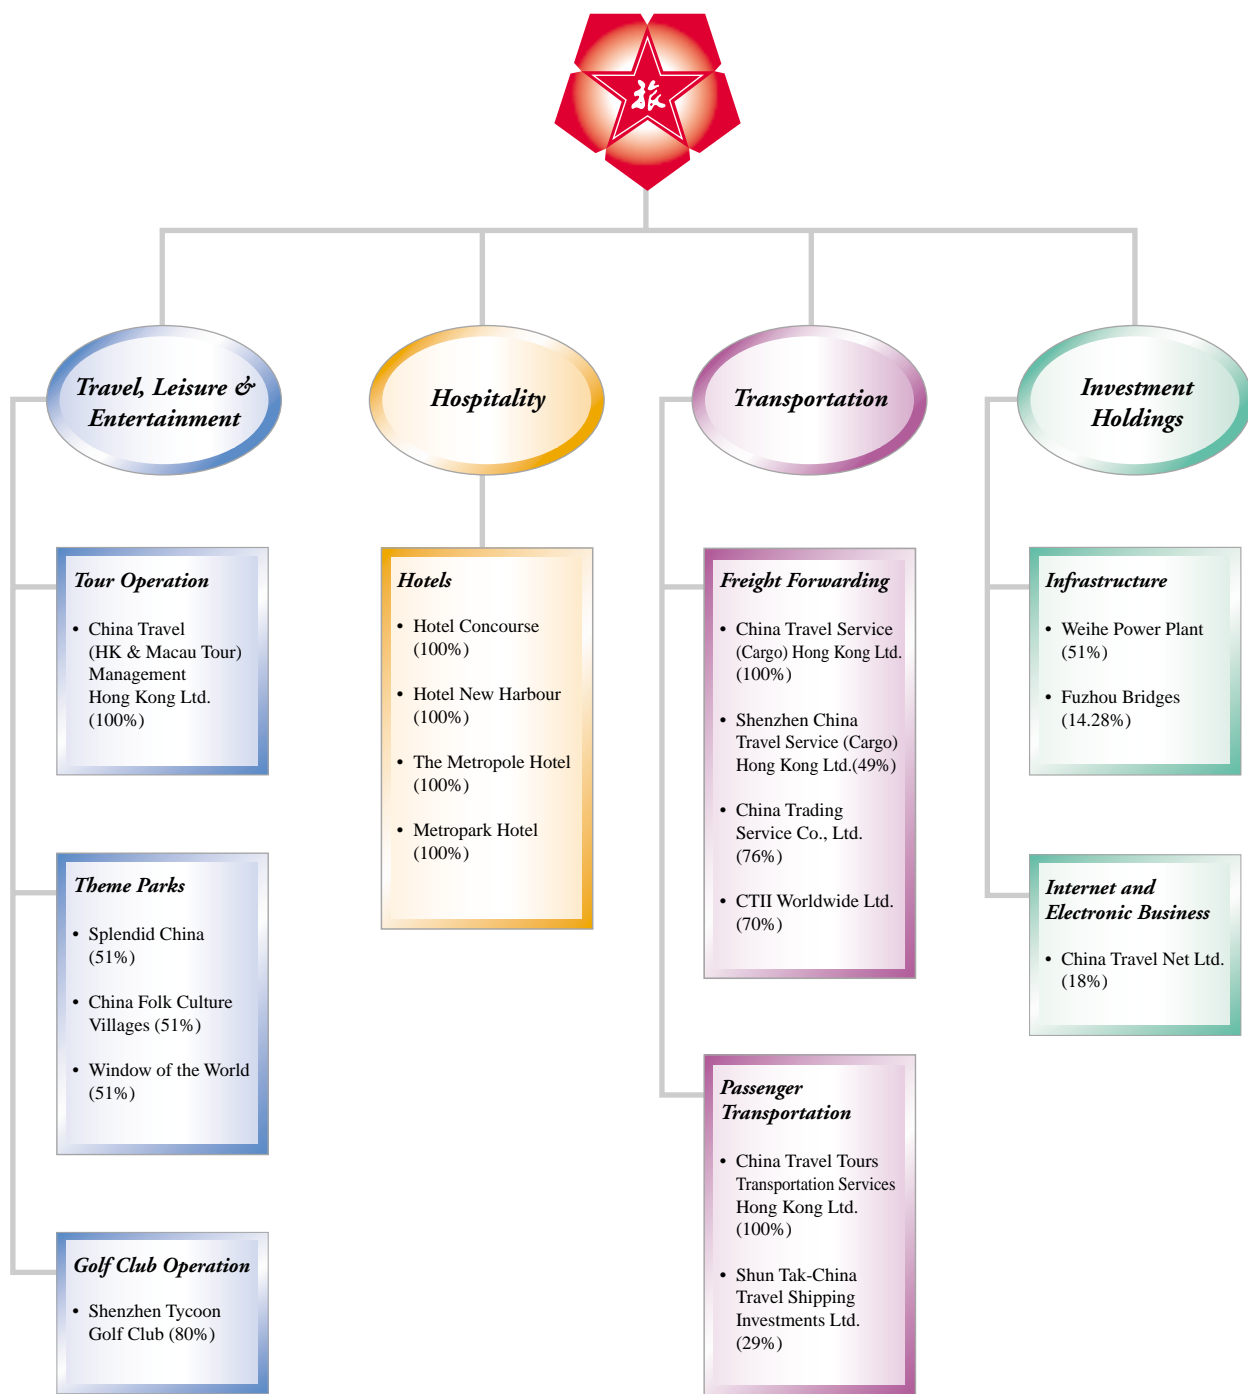 旅
Travel, Leisure &
Entertainment
Hospitality
Transportation
Investment
Holdings
Tour Operation
• China Travel
(HK & Macau Tour)
Management
Hong Kong Ltd.
(100%)
Theme Parks
• Splendid China
(51%)
• China Folk Culture
Villages (51%)
• Window of the World
(51%)
Golf Club Operation
• Shenzhen Tycoon
Golf Club (80%)
Hotels
• Hotel Concourse
(100%)
• Hotel New Harbour
(100%)
• The Metropole Hotel
(100%)
• Metropark Hotel
(100%)
Freight Forwarding
• China Travel Service
(Cargo) Hong Kong Ltd.
(100%)
• Shenzhen China
Travel Service (Cargo)
Hong Kong Ltd.(49%)
• China Trading
Service Co., Ltd.
(76%)
• CTII Worldwide Ltd.
(70%)
Passenger
Transportation
• China Travel Tours
Transportation Services
Hong Kong Ltd.
(100%)
• Shun Tak-China
Travel Shipping
Investments Ltd.
(29%)
Infrastructure
• Weihe Power Plant
(51%)
• Fuzhou Bridges
(14.28%)
Internet and
Electronic Business
• China Travel Net Ltd.
(18%)